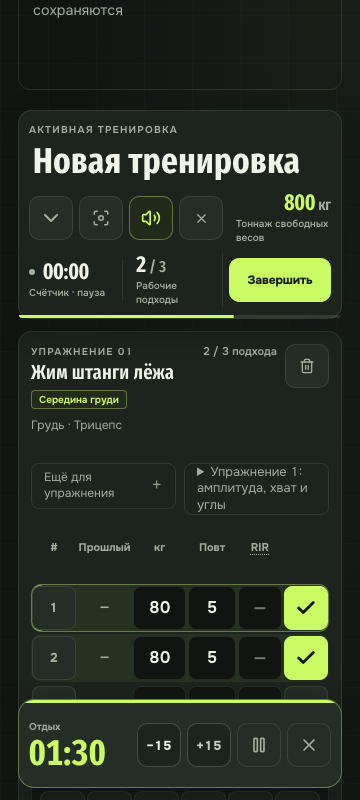 сохраняются
АКТИВНАЯ ТРЕНИРОВКА
Новая тренировка
800 кг
Тоннаж свободных
весов
00:00
Счётчик · пауза
2 / 3
Рабочие
подходы
Завершить
УПРАЖНЕНИЕ 01
2 / 3 подхода
Жим штанги лёжа
Середина груди
Грудь · Трицепс
Ещё для
упражнения
+
▶ Упражнение 1:
амплитуда, хват и
углы
# Прошлый кг Повт RIR
1 – 80 5 –
2 – 80 5 –
Отдых
01:30
−15 +15